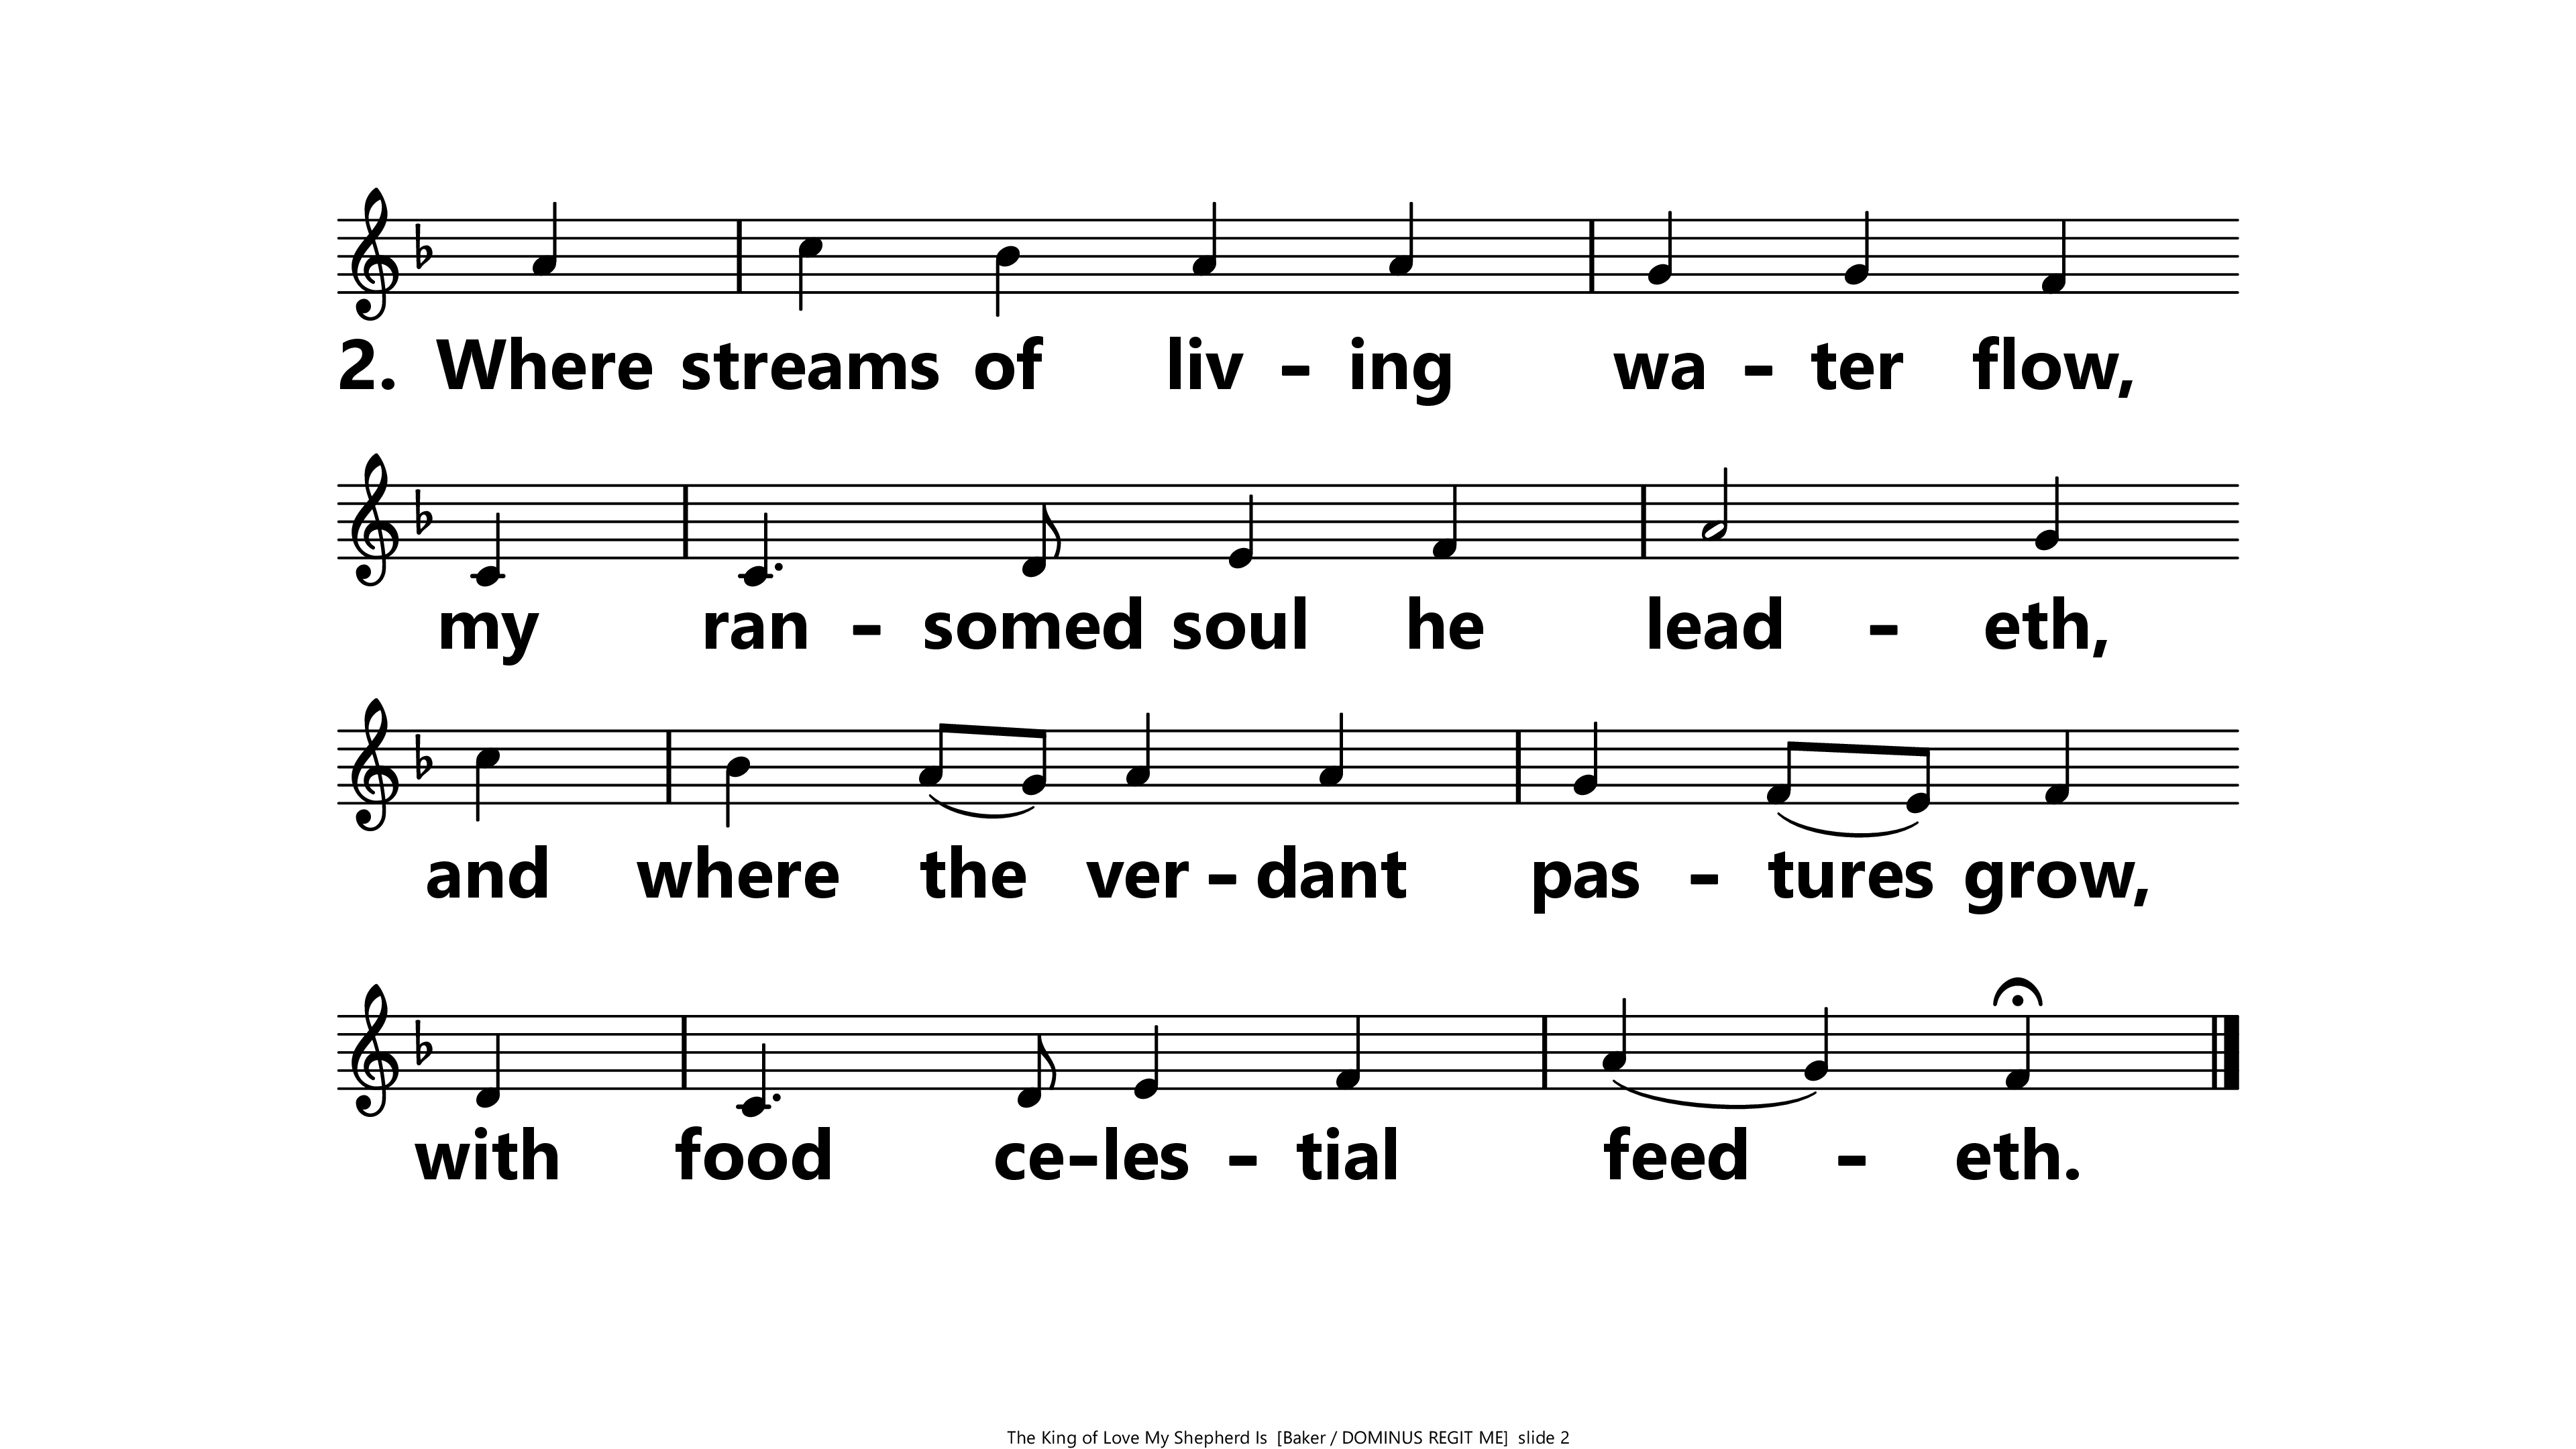 2. Where streams of liv - ing wa - ter flow,
my ran - somed soul he lead - eth,
and where the ver - dant pas - tures grow,
with food ce-les - tial feed - eth.
The King of Love My Shepherd Is [Baker / DOMINUS REGIT ME] slide 2